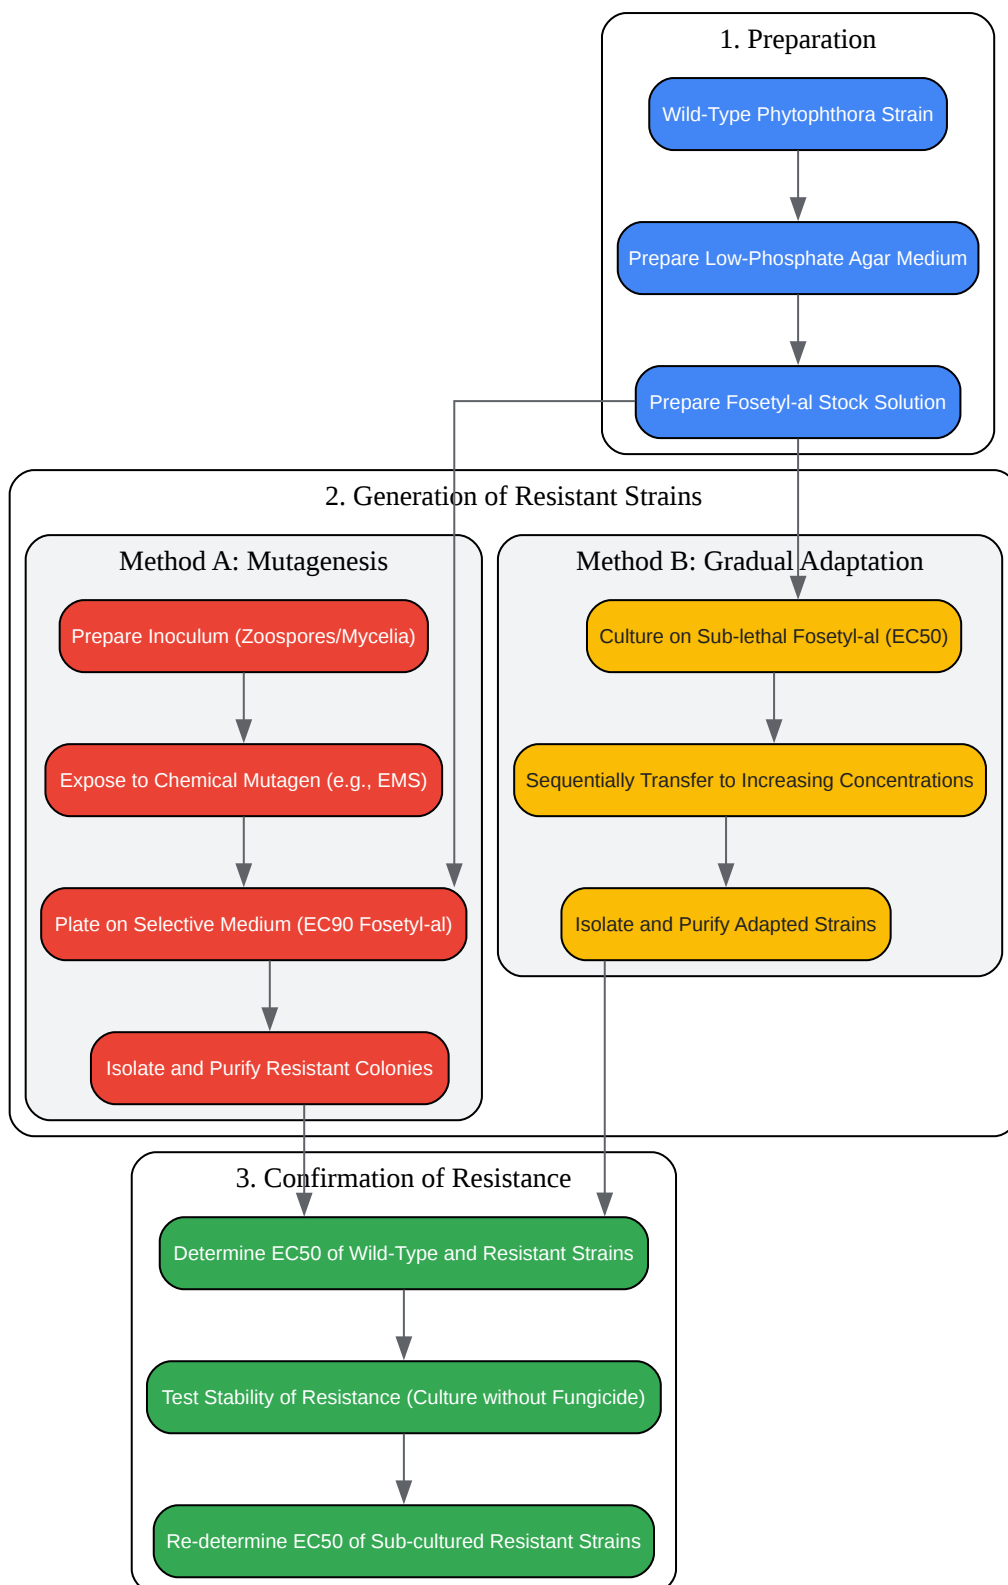 1. Preparation
Wild-Type Phytophthora Strain
Prepare Low-Phosphate Agar Medium
Prepare Fosetyl-al Stock Solution
2. Generation of Resistant Strains
Method A: Mutagenesis
Prepare Inoculum (Zoospores/Mycelia)
Expose to Chemical Mutagen (e.g., EMS)
Plate on Selective Medium (EC90 Fosetyl-al)
Isolate and Purify Resistant Colonies
Method B: Gradual Adaptation
Culture on Sub-lethal Fosetyl-al (EC50)
Sequentially Transfer to Increasing Concentrations
Isolate and Purify Adapted Strains
3. Confirmation of Resistance
Determine EC50 of Wild-Type and Resistant Strains
Test Stability of Resistance (Culture without Fungicide)
Re-determine EC50 of Sub-cultured Resistant Strains